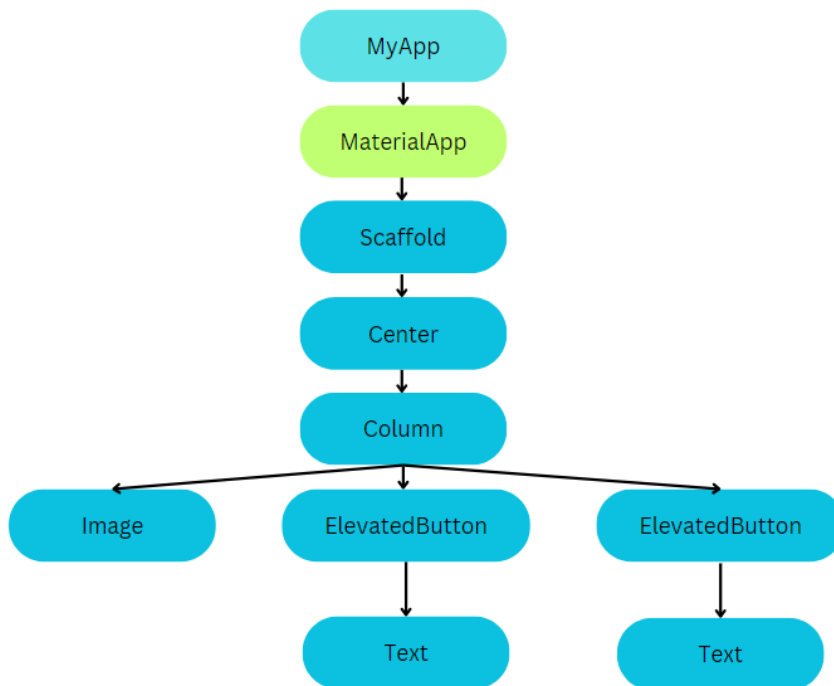 MyApp
MaterialApp
Scaffold
Center
Column
Image
ElevatedButton
ElevatedButton
Text
Text